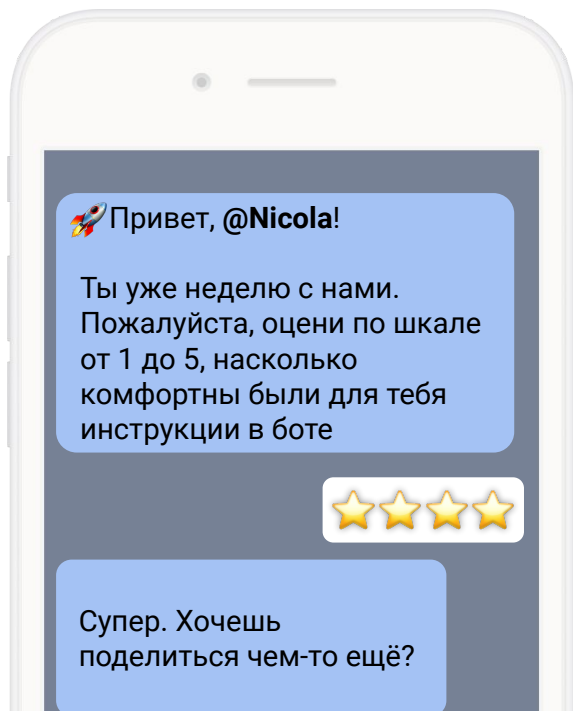 🚀Привет, @Nicola!
Ты уже неделю с нами.
Пожалуйста, оцени по шкале
от 1 до 5, насколько
комфортны были для тебя
инструкции в боте
⭐⭐⭐⭐
Супер. Хочешь
поделиться чем-то ещё?